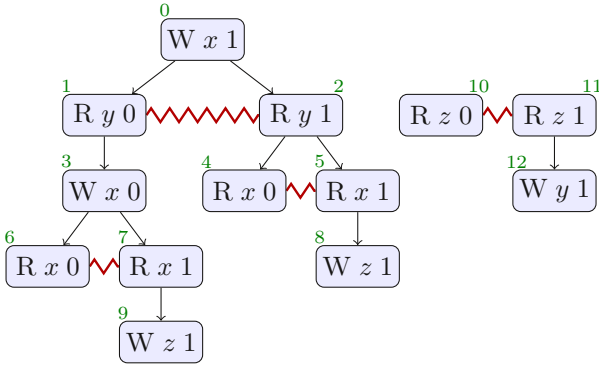 0
W x 1
1
R y 0
2
R y 1
10
R z 0
11
R z 1
3
W x 0
4
R x 0
5
R x 1
12
W y 1
6
R x 0
7
R x 1
8
W z 1
9
W z 1